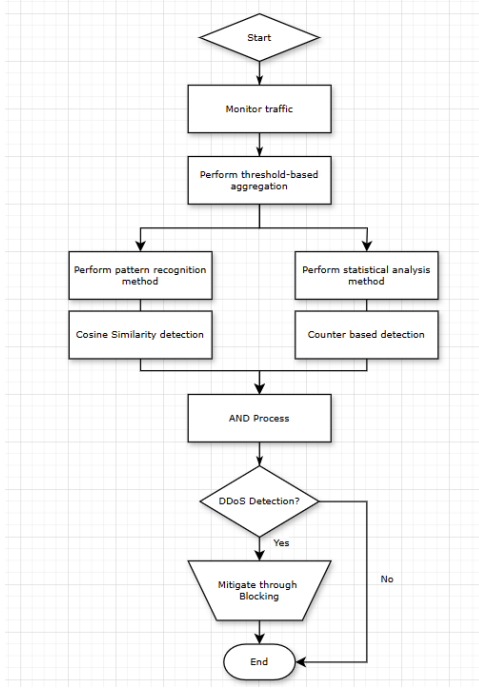 Start
Monitor traffic
Perform threshold-based
aggregation
Perform pattern recognition
method
Perform statistical analysis
method
Cosine Similarity detection
Counter based detection
AND Process
DDoS Detection?
Yes
No
Mitigate through
Blocking
End